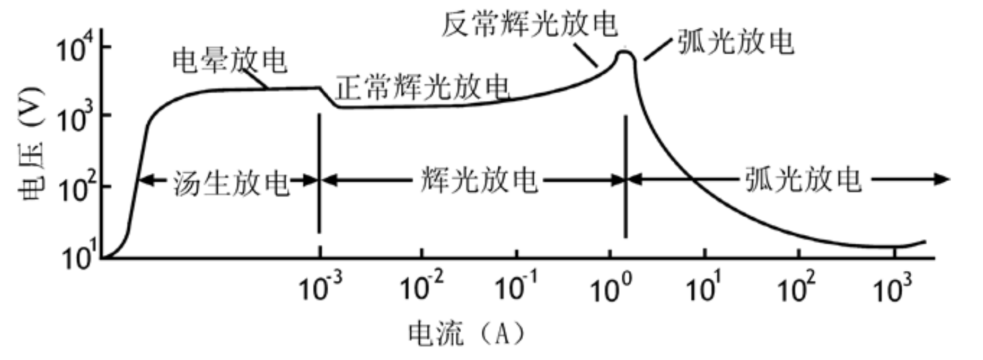 反常辉光放电
弧光放电
10⁴
电晕放电
正常辉光放电
10³
电压 (V)
10²
汤生放电
辉光放电
弧光放电
10¹
10⁻³
10⁻²
10⁻¹
10⁰
10¹
10²
10³
电流（A）